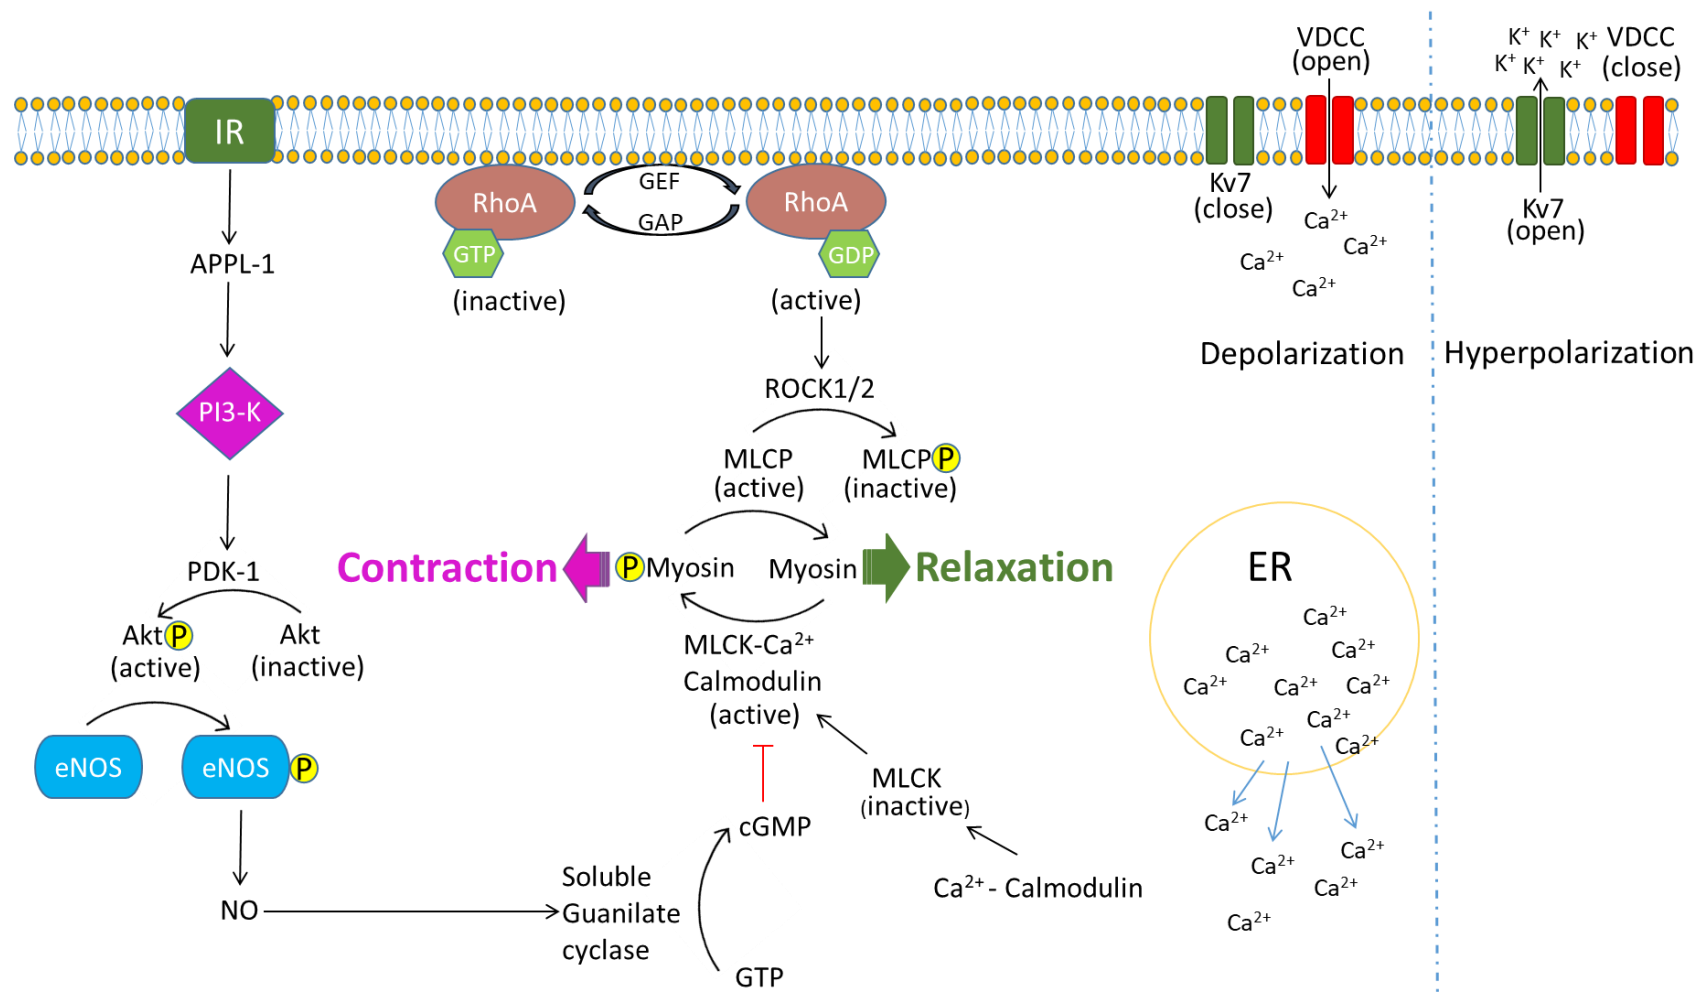 IR
APPL-1
PI3-K
PDK-1
Akt P
(active)
Akt
(inactive)
eNOS
eNOS P
NO
Soluble
Guanilate
cyclase
GTP
cGMP
RhoA
GTP
(inactive)
GEF
GAP
RhoA
GDP
(active)
ROCK1/2
MLCP
(active)
MLCP P
(inactive)
Contraction
P Myosin
Myosin
Relaxation
MLCK-Ca²⁺
Calmodulin
(active)
MLCK
(inactive)
Ca²⁺ - Calmodulin
VDCC
(open)
Kv7
(close)
Ca²⁺
Ca²⁺
Ca²⁺
Ca²⁺
Depolarization
K⁺ K⁺ K⁺
K⁺ K⁺ K⁺
VDCC
(close)
Kv7
(open)
Hyperpolarization
ER
Ca²⁺
Ca²⁺
Ca²⁺
Ca²⁺
Ca²⁺
Ca²⁺
Ca²⁺
Ca²⁺
Ca²⁺
Ca²⁺
Ca²⁺
Ca²⁺
Ca²⁺
Ca²⁺